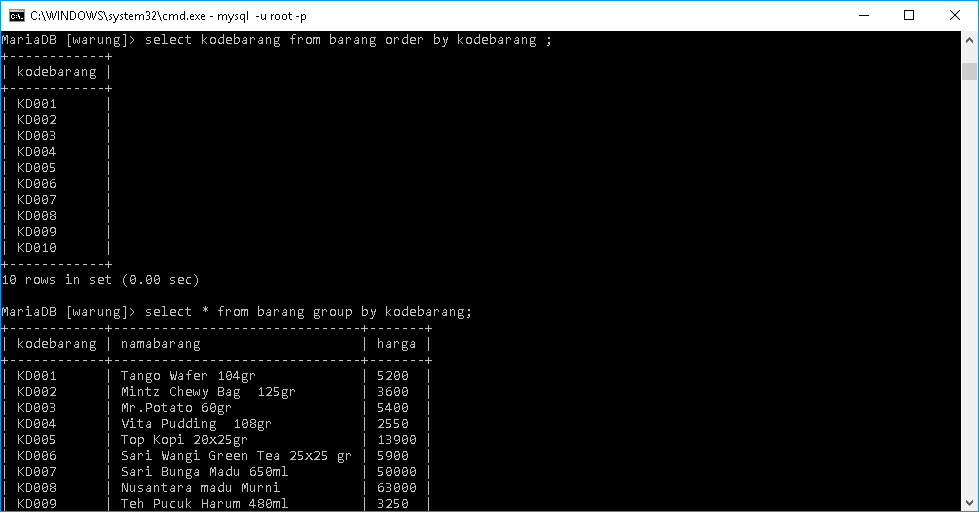 C:\WINDOWS\system32\cmd.exe - mysql  -u root -p
MariaDB [warung]> select kodebarang from barang order by kodebarang ;
+------------+
| kodebarang |
+------------+
| KD001      |
| KD002      |
| KD003      |
| KD004      |
| KD005      |
| KD006      |
| KD007      |
| KD008      |
| KD009      |
| KD010      |
+------------+
10 rows in set (0.00 sec)
MariaDB [warung]> select * from barang group by kodebarang;
+------------+-------------------------------+-------+
| kodebarang | namabarang                    | harga |
+------------+-------------------------------+-------+
| KD001      | Tango Wafer 104gr             | 5200  |
| KD002      | Mintz Chewy Bag  125gr        | 3600  |
| KD003      | Mr.Potato 60gr                | 5400  |
| KD004      | Vita Pudding  108gr           | 2550  |
| KD005      | Top Kopi 20x25gr              | 13900 |
| KD006      | Sari Wangi Green Tea 25x25 gr | 5900  |
| KD007      | Sari Bunga Madu 650ml         | 50000 |
| KD008      | Nusantara madu Murni          | 63000 |
| KD009      | Teh Pucuk Harum 480ml         | 3250  |